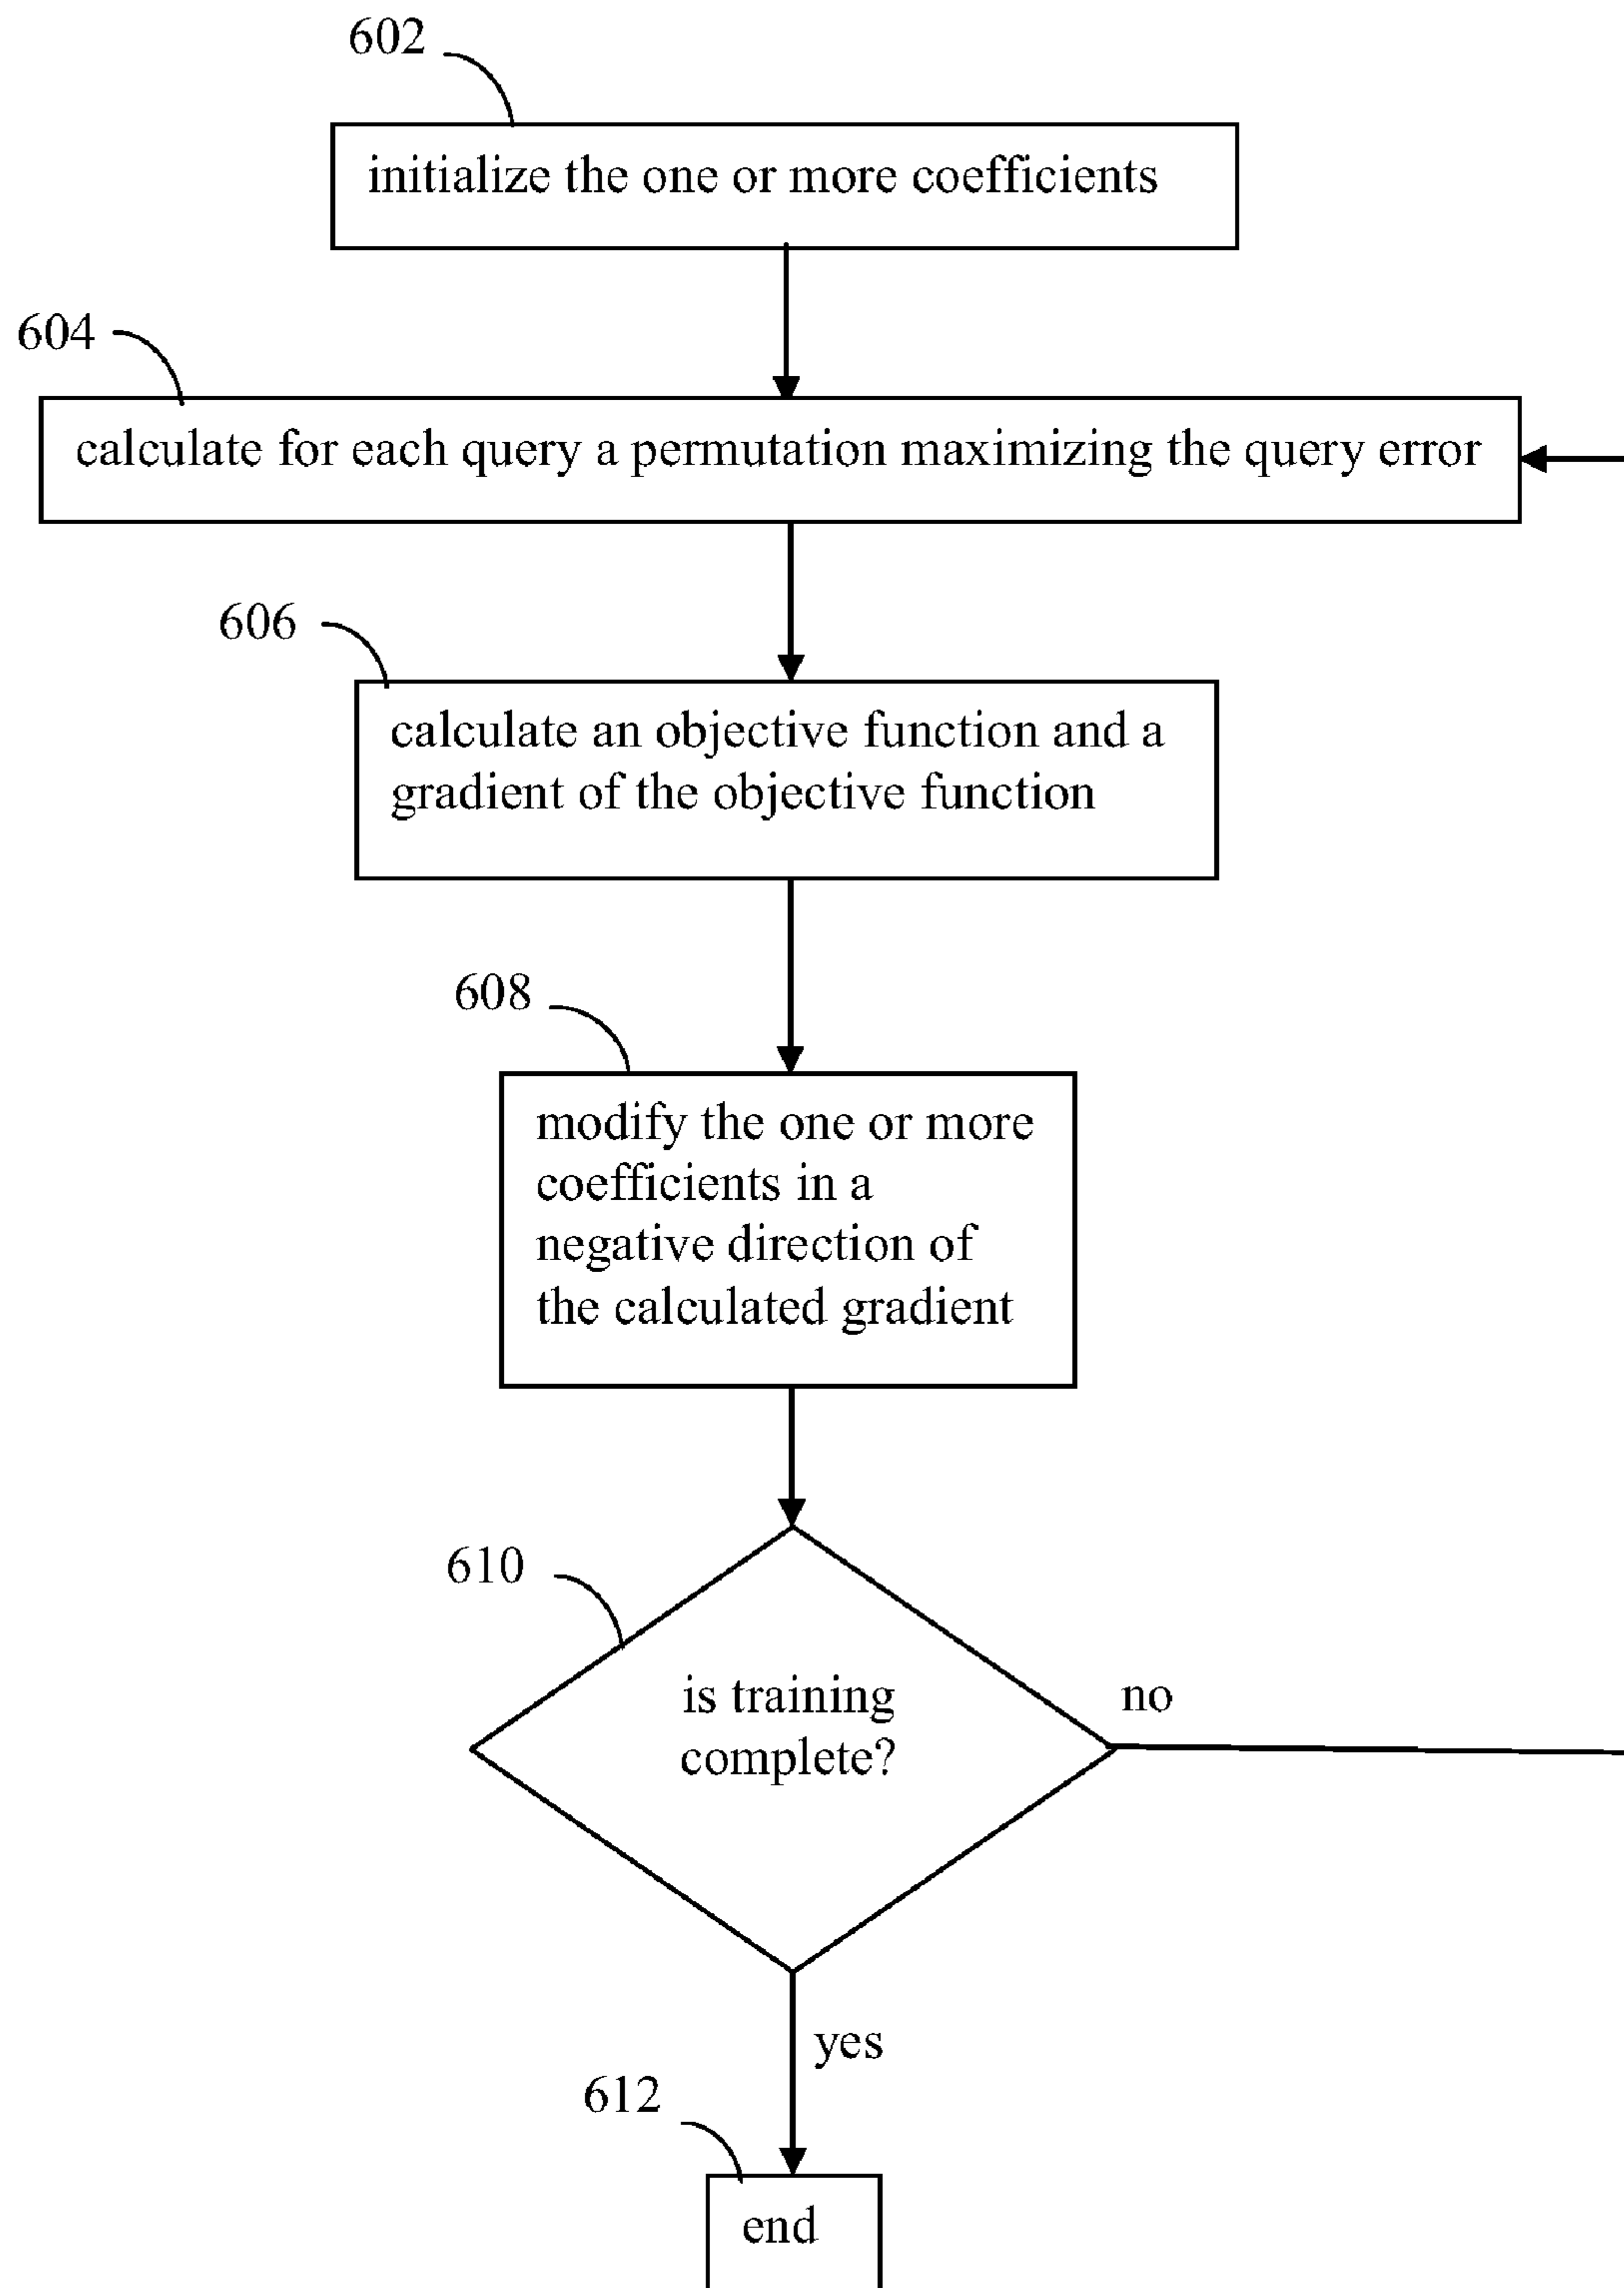 602
initialize the one or more coefficients
604
calculate for each query a permutation maximizing the query error
606
calculate an objective function and a
gradient of the objective function
608
modify the one or more
coefficients in a
negative direction of
the calculated gradient
610
is training
complete?
no
yes
612
end